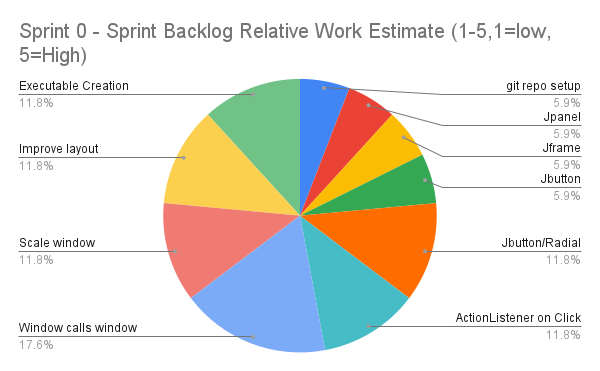 Sprint 0 - Sprint Backlog Relative Work Estimate (1-5,1=low,
5=High)
Executable Creation
11.8%
Improve layout
11.8%
Scale window
11.8%
Window calls window
17.6%
git repo setup
5.9%
Jpanel
5.9%
Jframe
5.9%
Jbutton
5.9%
Jbutton/Radial
11.8%
ActionListener on Click
11.8%